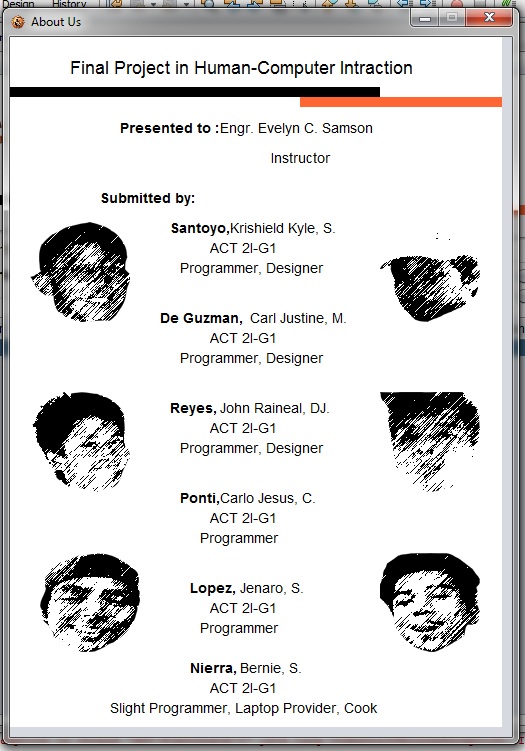 Design History
About Us
Final Project in Human-Computer Intraction
Presented to :Engr. Evelyn C. Samson
Instructor
Submitted by:
Santoyo,Krishield Kyle, S.
ACT 2I-G1
Programmer, Designer
De Guzman, Carl Justine, M.
ACT 2I-G1
Programmer, Designer
Reyes, John Raineal, DJ.
ACT 2I-G1
Programmer, Designer
Ponti,Carlo Jesus, C.
ACT 2I-G1
Programmer
Lopez, Jenaro, S.
ACT 2I-G1
Programmer
Nierra, Bernie, S.
ACT 2I-G1
Slight Programmer, Laptop Provider, Cook